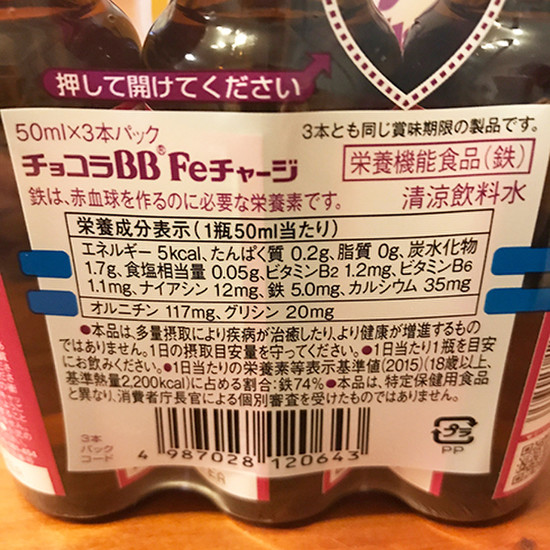 押して開けてください
50ml×3本パック
3本とも同じ賞味期限の製品です。
チョコラBB® Feチャージ
栄養機能食品(鉄)
鉄は、赤血球を作るのに必要な栄養素です。
清涼飲料水
栄養成分表示(1瓶50ml当たり)
エネルギー 5kcal、たんぱく質 0.2g、脂質 0g、炭水化物
1.7g、食塩相当量 0.05g、ビタミンB2 1.2mg、ビタミンB6
1.1mg、ナイアシン 12mg、鉄 5.0mg、カルシウム 35mg
オルニチン 117mg、グリシン 20mg
●本品は、多量摂取により疾病が治癒したり、より健康が増進するもの
ではありません。1日の摂取目安量を守ってください。●1日当たり1瓶を目安
にお飲みください。●1日当たりの栄養素等表示基準値(2015)(18歳以上、
基準熱量2,200kcal)に占める割合:鉄74% ●本品は、特定保健用食品
と異なり、消費者庁長官による個別審査を受けたものではありません。
3本
パック
コード
4 987028 120643
プラ
PP